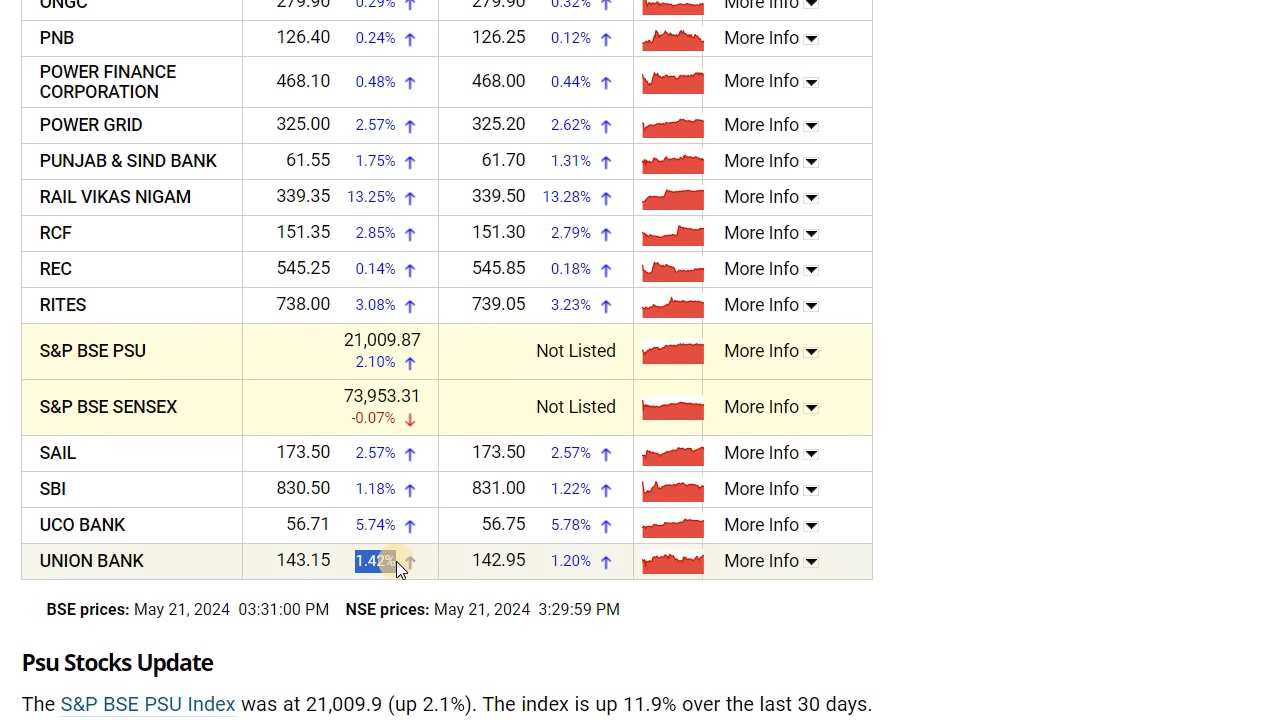 ONGC 279.90 0.29% 279.90 0.32% More Info
PNB 126.40 0.24% 126.25 0.12% More Info
POWER FINANCE
CORPORATION 468.10 0.48% 468.00 0.44% More Info
POWER GRID 325.00 2.57% 325.20 2.62% More Info
PUNJAB & SIND BANK 61.55 1.75% 61.70 1.31% More Info
RAIL VIKAS NIGAM 339.35 13.25% 339.50 13.28% More Info
RCF 151.35 2.85% 151.30 2.79% More Info
REC 545.25 0.14% 545.85 0.18% More Info
RITES 738.00 3.08% 739.05 3.23% More Info
S&P BSE PSU 21,009.87 Not Listed More Info
2.10%
S&P BSE SENSEX 73,953.31 Not Listed More Info
-0.07%
SAIL 173.50 2.57% 173.50 2.57% More Info
SBI 830.50 1.18% 831.00 1.22% More Info
UCO BANK 56.71 5.74% 56.75 5.78% More Info
UNION BANK 143.15 1.42% 142.95 1.20% More Info
BSE prices: May 21, 2024 03:31:00 PM NSE prices: May 21, 2024 3:29:59 PM
Psu Stocks Update
The S&P BSE PSU Index was at 21,009.9 (up 2.1%). The index is up 11.9% over the last 30 days.